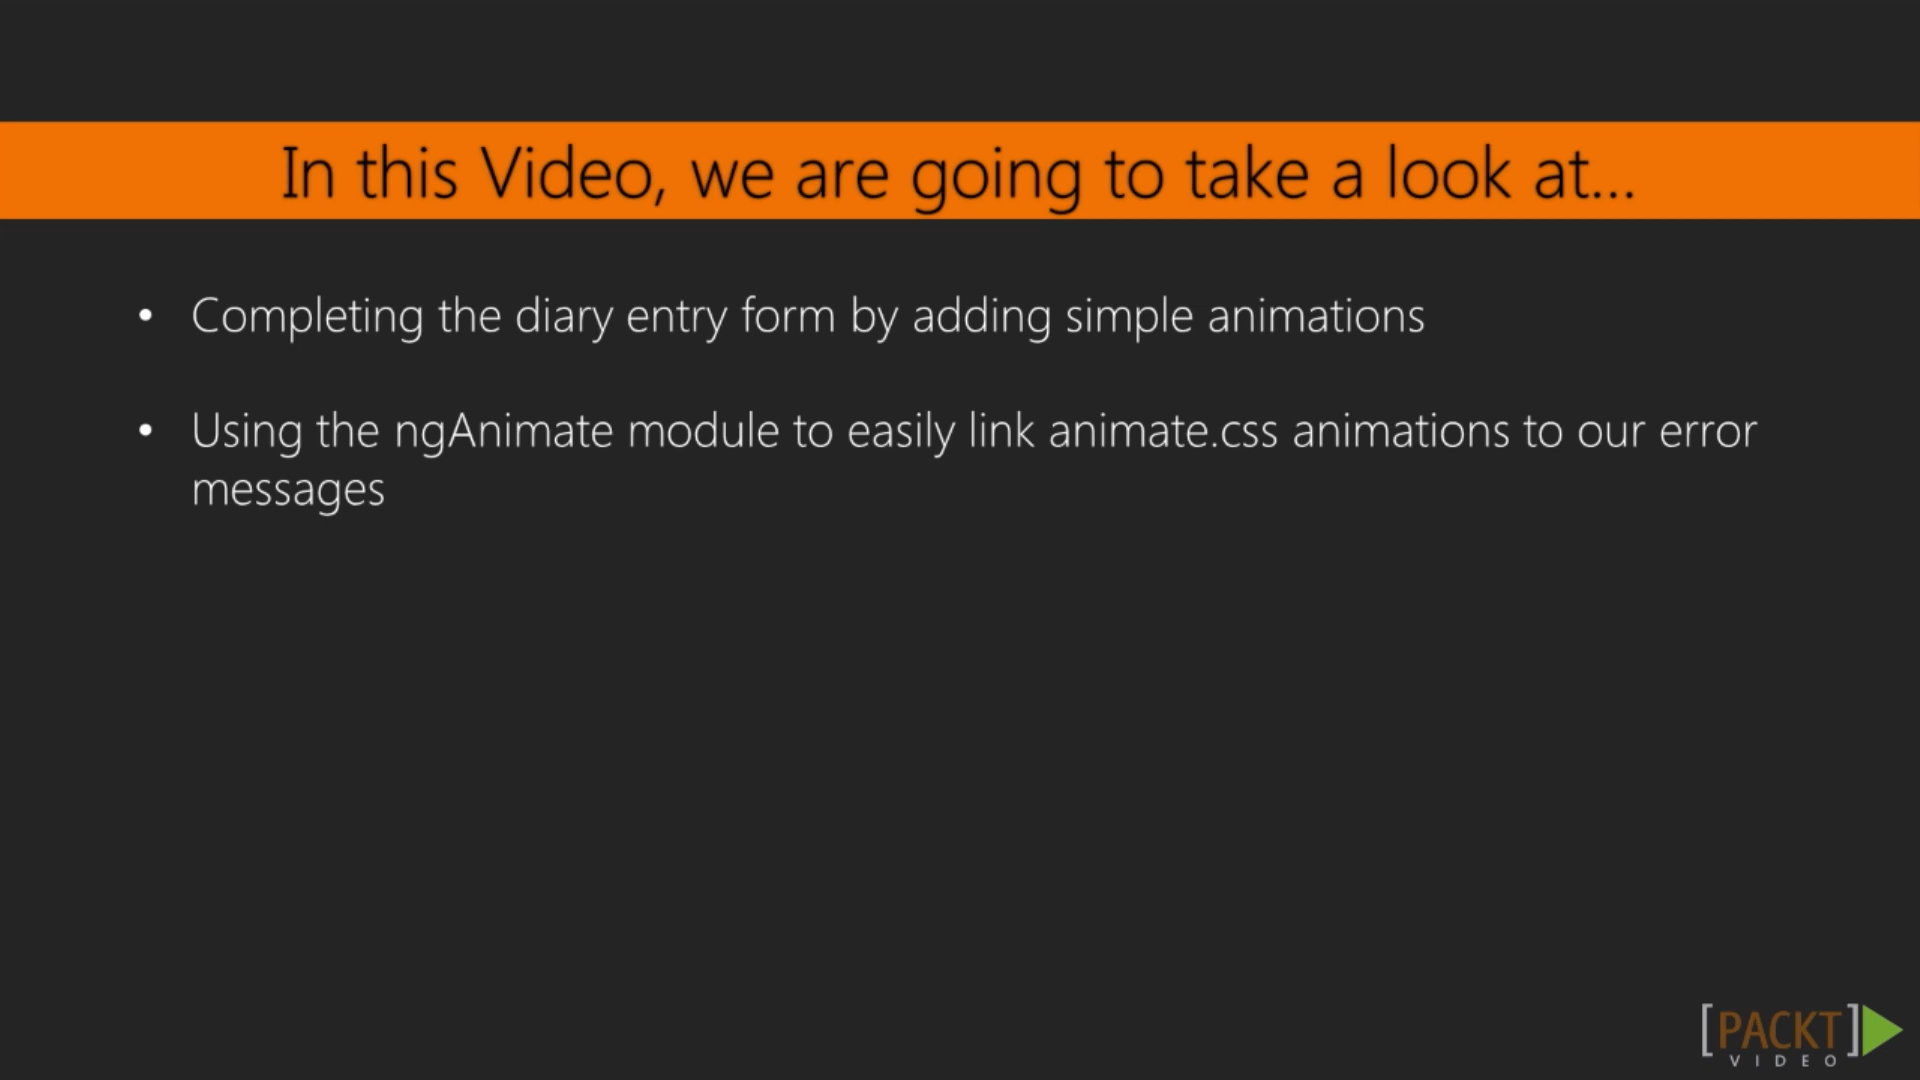 In this Video, we are going to take a look at...
• Completing the diary entry form by adding simple animations
• Using the ngAnimate module to easily link animate.css animations to our error
messages
[PACKT]
VIDEO